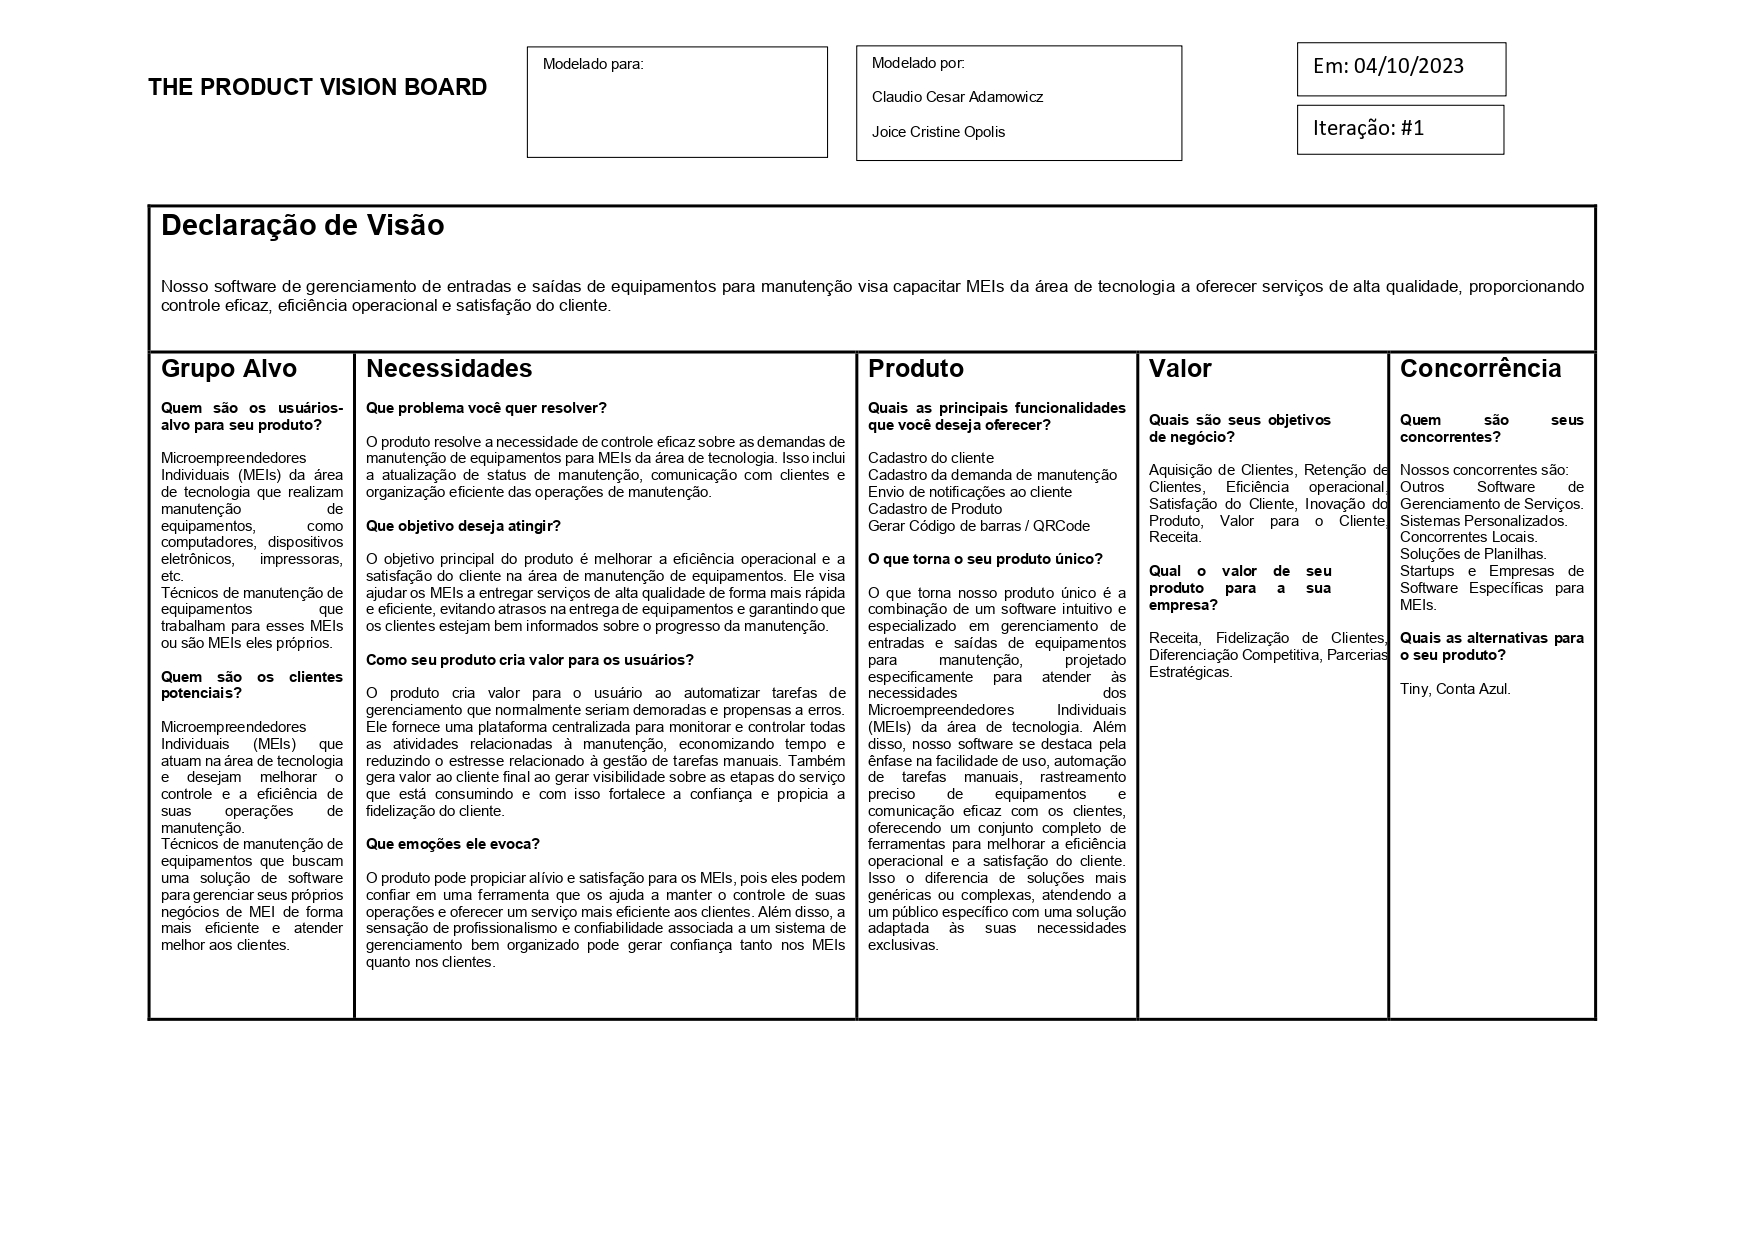 THE PRODUCT VISION BOARD
Modelado para:
Modelado por:
Claudio Cesar Adamowicz
Joice Cristine Opolis
Em: 04/10/2023
Iteração: #1
Declaração de Visão
Nosso software de gerenciamento de entradas e saídas de equipamentos para manutenção visa capacitar MEIs da área de tecnologia a oferecer serviços de alta qualidade, proporcionando
controle eficaz, eficiência operacional e satisfação do cliente.
Grupo Alvo
Quem são os usuários-
alvo para seu produto?
Microempreendedores
Individuais (MEIs) da área
de tecnologia que realizam
manutenção de
equipamentos, como
computadores, dispositivos
eletrônicos, impressoras,
etc.
Técnicos de manutenção de
equipamentos que
trabalham para esses MEIs
ou são MEIs eles próprios.
Quem são os clientes
potenciais?
Microempreendedores
Individuais (MEIs) que
atuam na área de tecnologia
e desejam melhorar o
controle e a eficiência de
suas operações de
manutenção.
Técnicos de manutenção de
equipamentos que buscam
uma solução de software
para gerenciar seus próprios
negócios de MEI de forma
mais eficiente e atender
melhor aos clientes.
Necessidades
Que problema você quer resolver?
O produto resolve a necessidade de controle eficaz sobre as demandas de
manutenção de equipamentos para MEIs da área de tecnologia. Isso inclui
a atualização de status de manutenção, comunicação com clientes e
organização eficiente das operações de manutenção.
Que objetivo deseja atingir?
O objetivo principal do produto é melhorar a eficiência operacional e a
satisfação do cliente na área de manutenção de equipamentos. Ele visa
ajudar os MEIs a entregar serviços de alta qualidade de forma mais rápida
e eficiente, evitando atrasos na entrega de equipamentos e garantindo que
os clientes estejam bem informados sobre o progresso da manutenção.
Como seu produto cria valor para os usuários?
O produto cria valor para o usuário ao automatizar tarefas de
gerenciamento que normalmente seriam demoradas e propensas a erros.
Ele fornece uma plataforma centralizada para monitorar e controlar todas
as atividades relacionadas à manutenção, economizando tempo e
reduzindo o estresse relacionado à gestão de tarefas manuais. Também
gera valor ao cliente final ao gerar visibilidade sobre as etapas do serviço
que está consumindo e com isso fortalece a confiança e propicia a
fidelização do cliente.
Que emoções ele evoca?
O produto pode propiciar alívio e satisfação para os MEIs, pois eles podem
confiar em uma ferramenta que os ajuda a manter o controle de suas
operações e oferecer um serviço mais eficiente aos clientes. Além disso, a
sensação de profissionalismo e confiabilidade associada a um sistema de
gerenciamento bem organizado pode gerar confiança tanto nos MEIs
quanto nos clientes.
Produto
Quais as principais funcionalidades
que você deseja oferecer?
Cadastro do cliente
Cadastro da demanda de manutenção
Envio de notificações ao cliente
Cadastro de Produto
Gerar Código de barras / QRCode
O que torna o seu produto único?
O que torna nosso produto único é a
combinação de um software intuitivo e
especializado em gerenciamento de
entradas e saídas de equipamentos
para manutenção, projetado
especificamente para atender às
necessidades dos
Microempreendedores Individuais
(MEIs) da área de tecnologia. Além
disso, nosso software se destaca pela
ênfase na facilidade de uso, automação
de tarefas manuais, rastreamento
preciso de equipamentos e
comunicação eficaz com os clientes,
oferecendo um conjunto completo de
ferramentas para melhorar a eficiência
operacional e a satisfação do cliente.
Isso o diferencia de soluções mais
genéricas ou complexas, atendendo a
um público específico com uma solução
adaptada às suas necessidades
exclusivas.
Valor
Quais são seus objetivos
de negócio?
Aquisição de Clientes, Retenção de
Clientes, Eficiência operacional,
Satisfação do Cliente, Inovação do
Produto, Valor para o Cliente,
Receita.
Qual o valor de seu
produto para a sua
empresa?
Receita, Fidelização de Clientes,
Diferenciação Competitiva, Parcerias
Estratégicas.
Concorrência
Quem são seus
concorrentes?
Nossos concorrentes são:
Outros Software de
Gerenciamento de Serviços.
Sistemas Personalizados.
Concorrentes Locais.
Soluções de Planilhas.
Startups e Empresas de
Software Específicas para
MEIs.
Quais as alternativas para
o seu produto?
Tiny, Conta Azul.